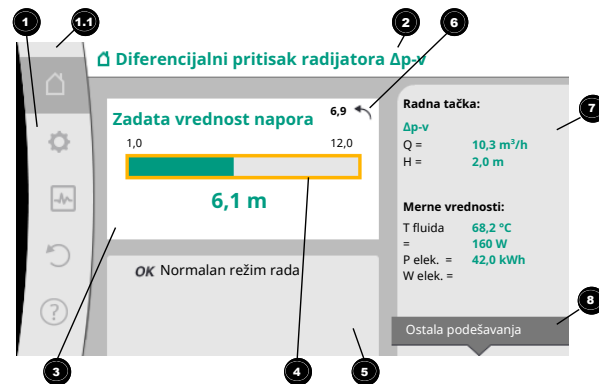 1
1.1
2
6
Diferencijalni pritisak radijatora Δp-v
Zadata vrednost napora
6,9
1,0
12,0
6,1 m
OK Normalan režim rada
Radna tačka:
Δp-v
Q = 10,3 m³/h
H = 2,0 m
Merne vrednosti:
T fluida 68,2 °C
= 160 W
P elek. = 42,0 kWh
W elek. =
Ostala podešavanja
7
8
3
4
5
?